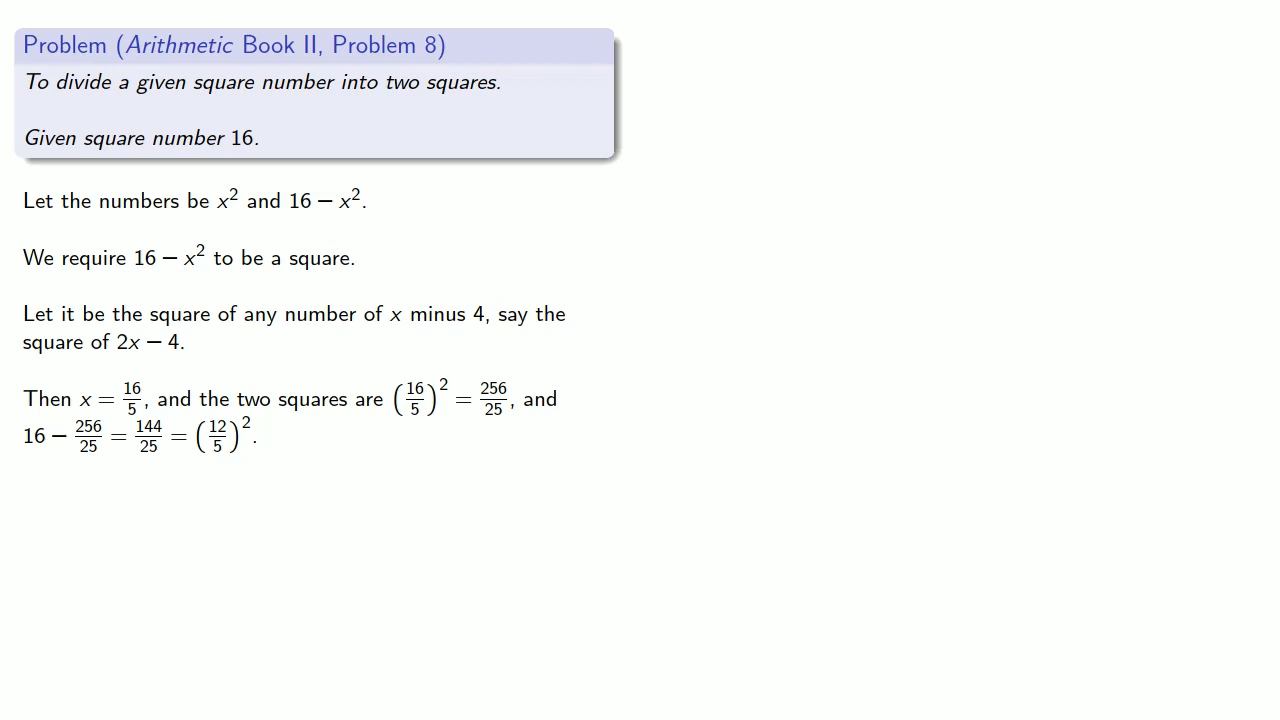 Problem (Arithmetic Book II, Problem 8)
To divide a given square number into two squares.
Given square number 16.
Let the numbers be x² and 16 − x².
We require 16 − x² to be a square.
Let it be the square of any number of x minus 4, say the
square of 2x − 4.
Then x = 16/5, and the two squares are (16/5)² = 256/25, and
16 − 256/25 = 144/25 = (12/5)².